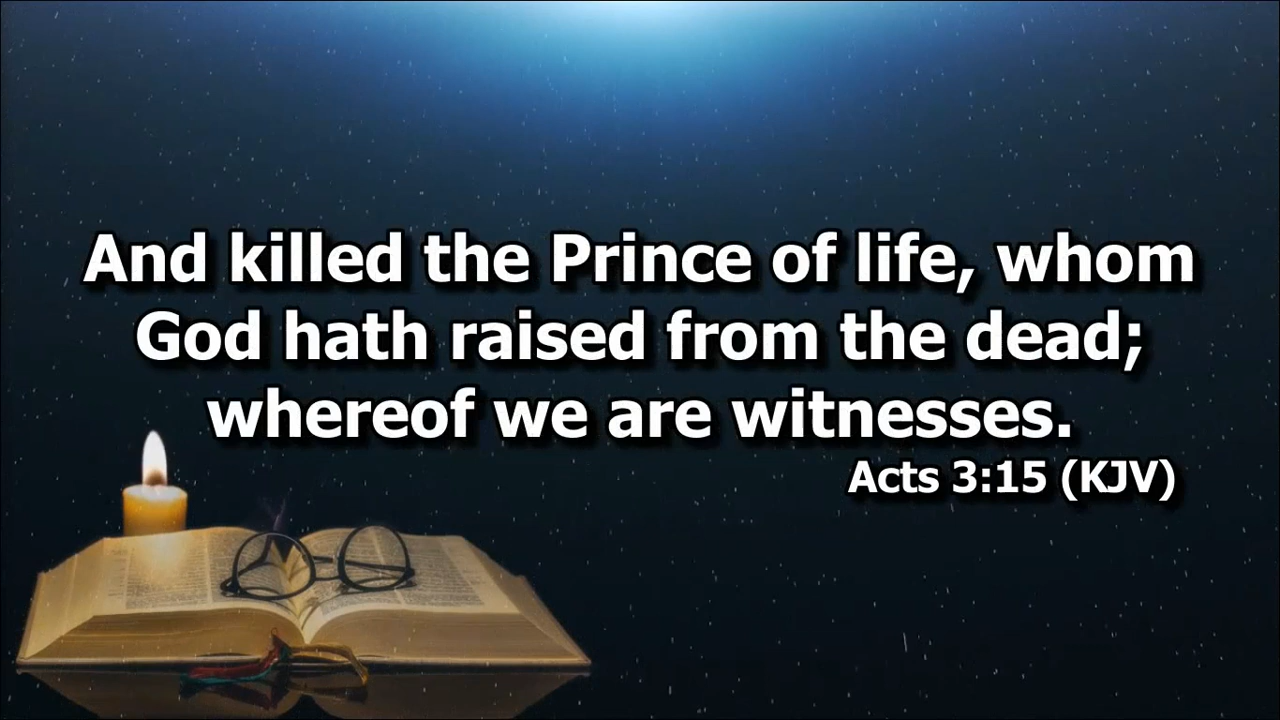 And killed the Prince of life, whom
God hath raised from the dead;
whereof we are witnesses.
Acts 3:15 (KJV)